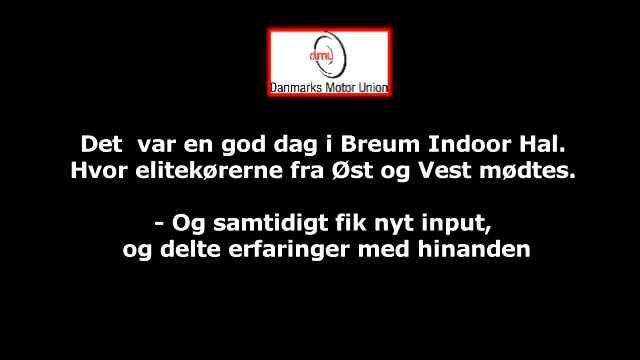 dmu
Danmarks Motor Union
Det var en god dag i Breum Indoor Hal.
Hvor elitekørerne fra Øst og Vest mødtes.
- Og samtidigt fik nyt input,
og delte erfaringer med hinanden